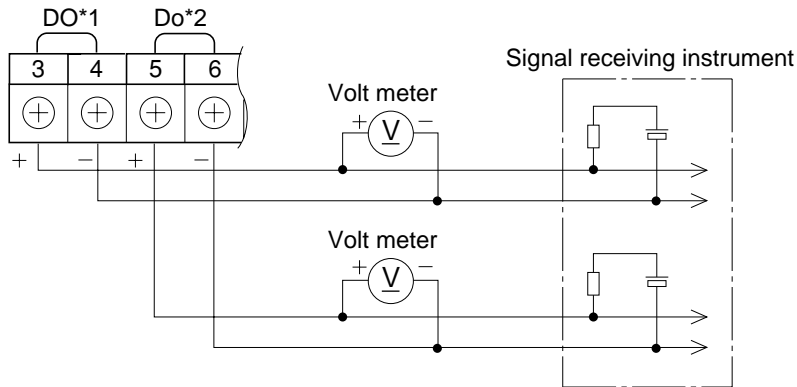 DO*1 Do*2
3 4 5 6
Signal receiving instrument
Volt meter
+ V −
+ − + −
Volt meter
+ V −